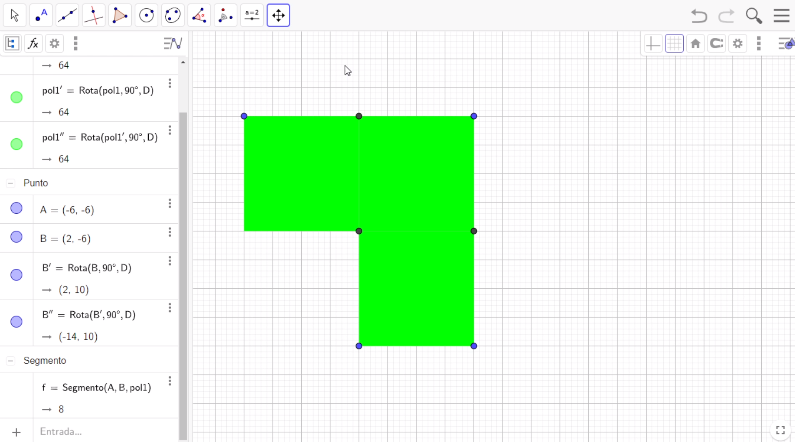 A
a=2
fx
N
→ 64
pol1′ = Rota(pol1, 90°, D)
→ 64
pol1″ = Rota(pol1′, 90°, D)
→ 64
Punto
A = (-6, -6)
B = (2, -6)
B′ = Rota(B, 90°, D)
→ (2, 10)
B″ = Rota(B′, 90°, D)
→ (-14, 10)
Segmento
f = Segmento(A, B, pol1)
→ 8
Entrada...